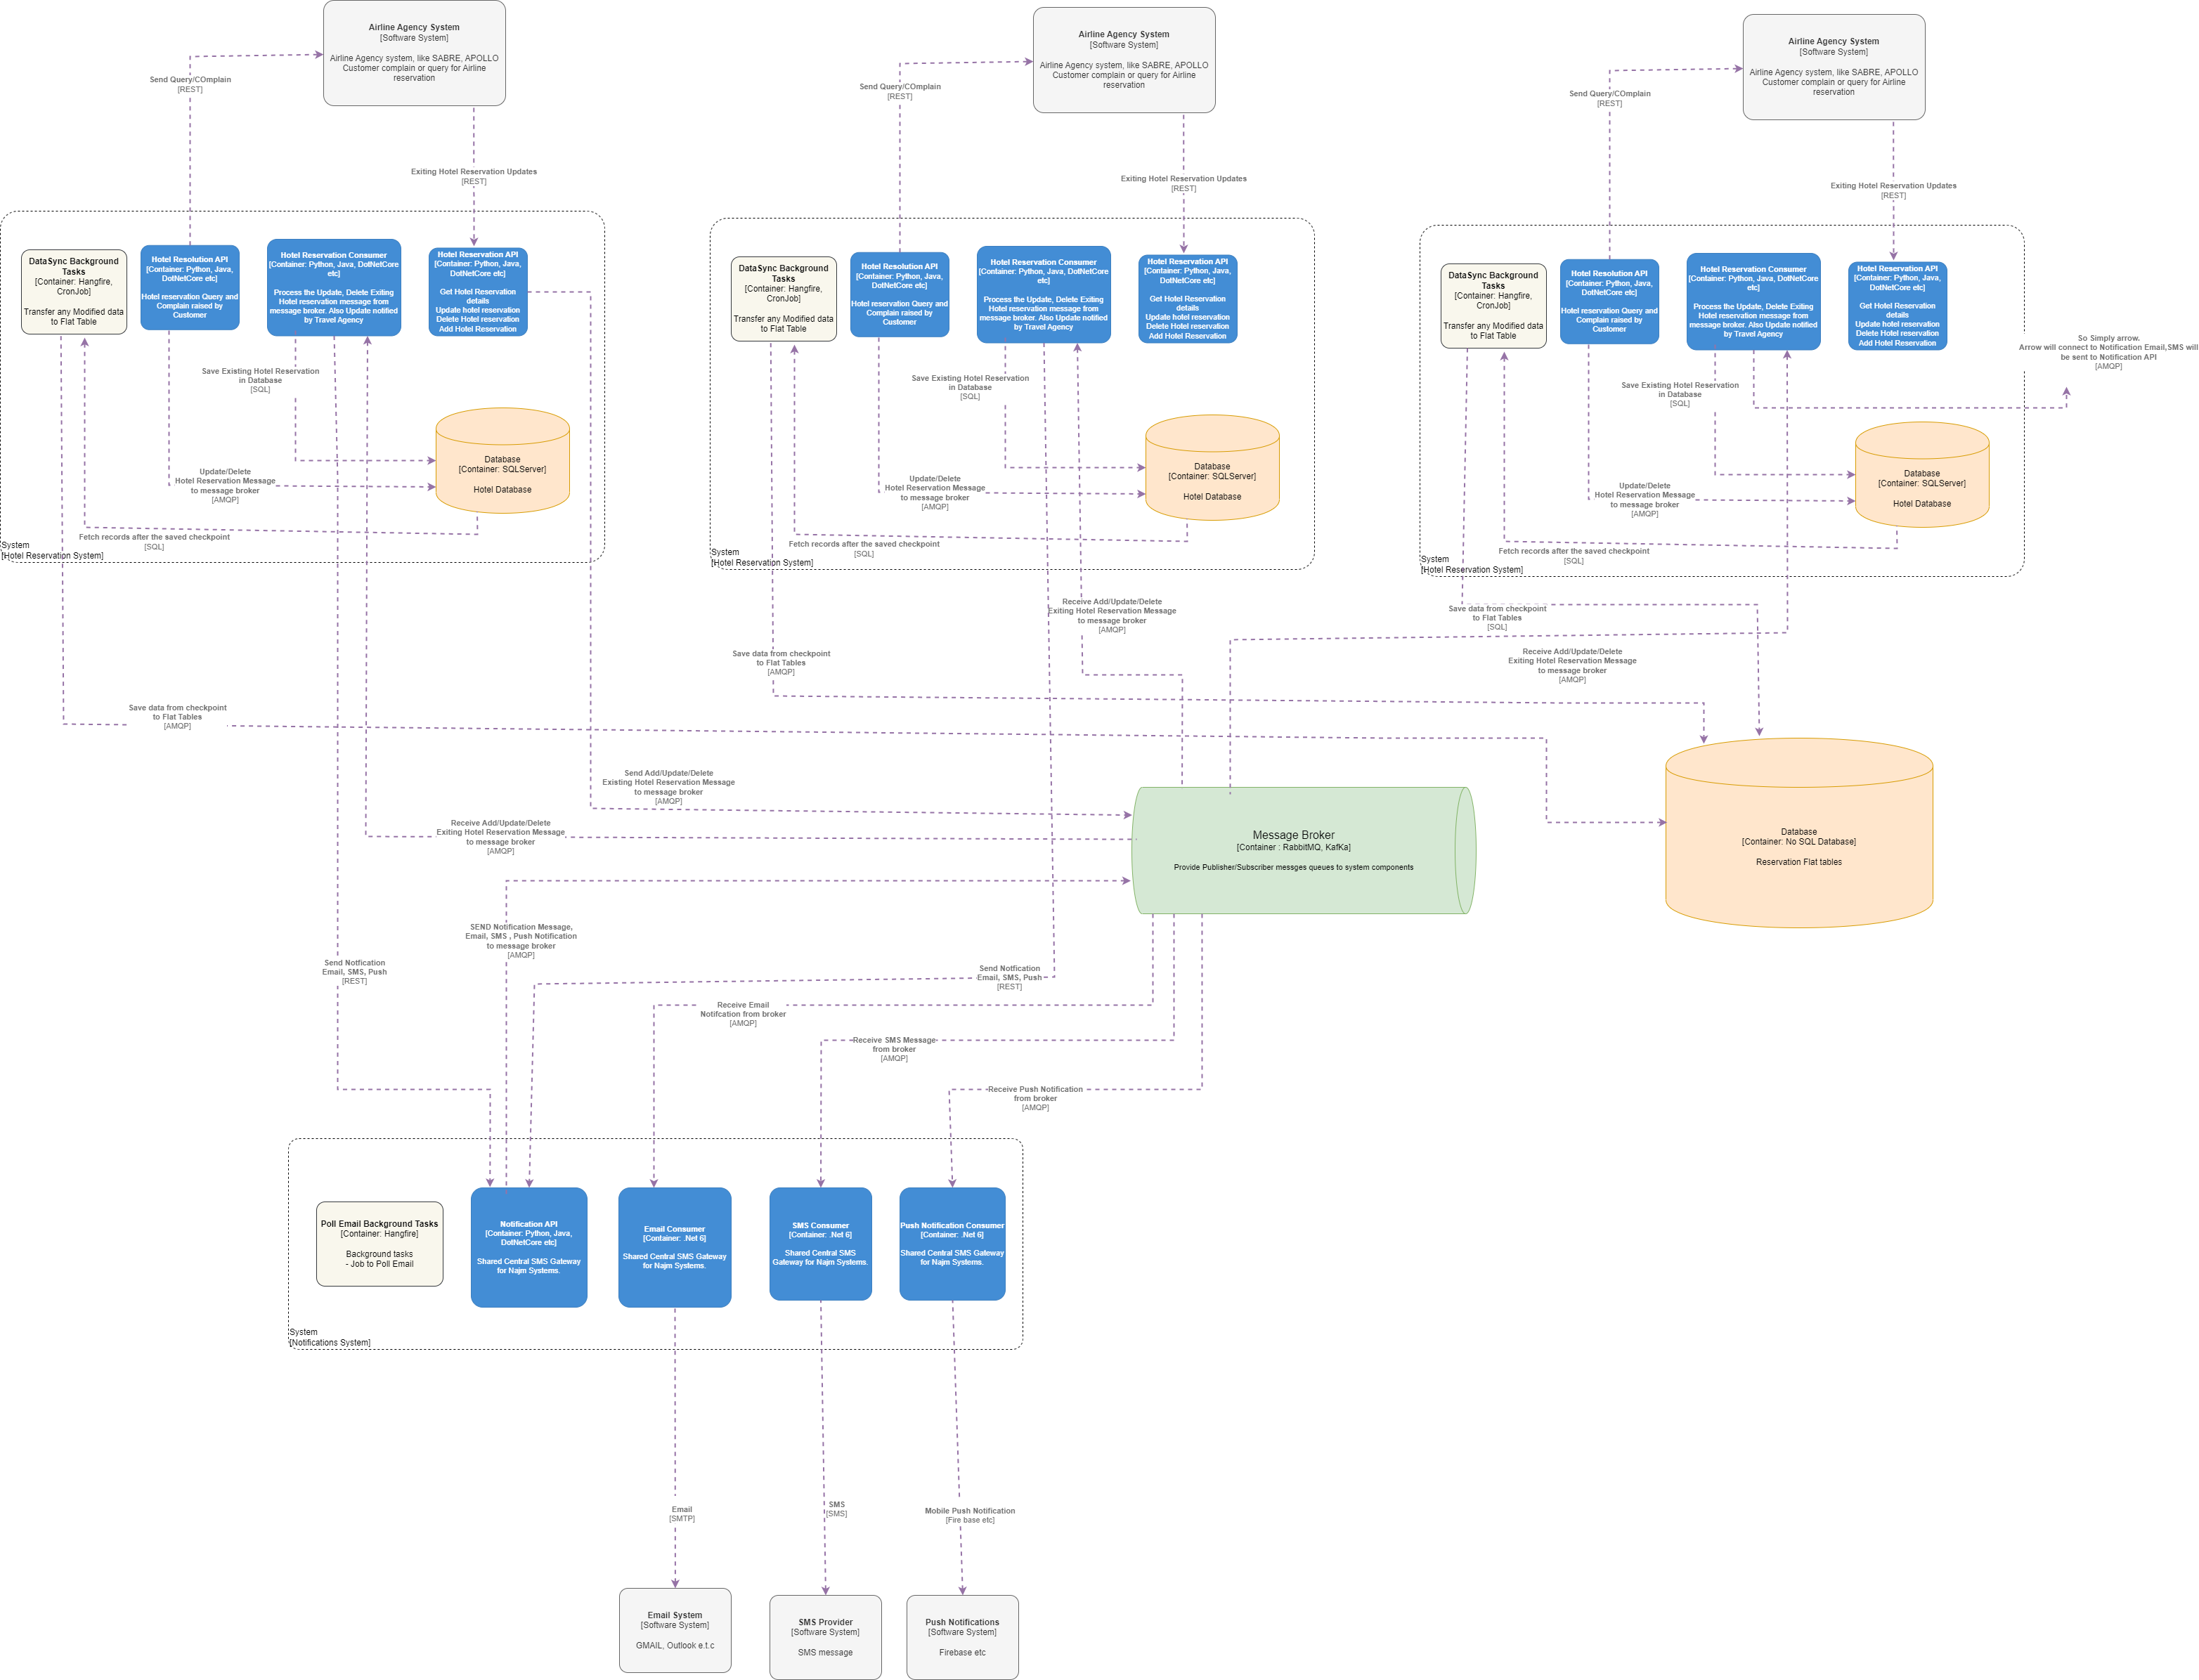 Airline Agency System
[Software System]
Airline Agency system, like SABRE, APOLLO
Customer complain or query for Airline
reservation
Send Query/COmplain
[REST]
Exiting Hotel Reservation Updates
[REST]
DataSync Background
Tasks
[Container: Hangfire,
CronJob]
Transfer any Modified data
to Flat Table
Hotel Resolution API
[Container: Python, Java,
DotNetCore etc]
Hotel reservation Query and
Complain raised by
Customer
Hotel Reservation Consumer
[Container: Python, Java, DotNetCore
etc]
Process the Update, Delete Exiting
Hotel reservation message from
message broker. Also Update notified
by Travel Agency
Hotel Reservation API
[Container: Python, Java,
DotNetCore etc]
Get Hotel Reservation
details
Update hotel reservation
Delete Hotel reservation
Add Hotel Reservation
Save Existing Hotel Reservation
in Database
[SQL]
Update/Delete
Hotel Reservation Message
to message broker
[AMQP]
Database
[Container: SQLServer]
Hotel Database
Fetch records after the saved checkpoint
[SQL]
System
[Hotel Reservation System]
Airline Agency System
[Software System]
Airline Agency system, like SABRE, APOLLO
Customer complain or query for Airline
reservation
Send Query/COmplain
[REST]
Exiting Hotel Reservation Updates
[REST]
DataSync Background
Tasks
[Container: Hangfire,
CronJob]
Transfer any Modified data
to Flat Table
Hotel Resolution API
[Container: Python, Java,
DotNetCore etc]
Hotel reservation Query and
Complain raised by
Customer
Hotel Reservation Consumer
[Container: Python, Java, DotNetCore
etc]
Process the Update, Delete Exiting
Hotel reservation message from
message broker. Also Update notified
by Travel Agency
Hotel Reservation API
[Container: Python, Java,
DotNetCore etc]
Get Hotel Reservation
details
Update hotel reservation
Delete Hotel reservation
Add Hotel Reservation
Save Existing Hotel Reservation
in Database
[SQL]
Update/Delete
Hotel Reservation Message
to message broker
[AMQP]
Database
[Container: SQLServer]
Hotel Database
Fetch records after the saved checkpoint
[SQL]
System
[Hotel Reservation System]
Airline Agency System
[Software System]
Airline Agency system, like SABRE, APOLLO
Customer complain or query for Airline
reservation
Send Query/COmplain
[REST]
Exiting Hotel Reservation Updates
[REST]
DataSync Background
Tasks
[Container: Hangfire,
CronJob]
Transfer any Modified data
to Flat Table
Hotel Resolution API
[Container: Python, Java,
DotNetCore etc]
Hotel reservation Query and
Complain raised by
Customer
Hotel Reservation Consumer
[Container: Python, Java, DotNetCore
etc]
Process the Update, Delete Exiting
Hotel reservation message from
message broker. Also Update notified
by Travel Agency
Hotel Reservation API
[Container: Python, Java,
DotNetCore etc]
Get Hotel Reservation
details
Update hotel reservation
Delete Hotel reservation
Add Hotel Reservation
So Simply arrow.
Arrow will connect to Notification Email,SMS will
be sent to Notification API
[AMQP]
Save Existing Hotel Reservation
in Database
[SQL]
Update/Delete
Hotel Reservation Message
to message broker
[AMQP]
Database
[Container: SQLServer]
Hotel Database
Fetch records after the saved checkpoint
[SQL]
System
[Hotel Reservation System]
Receive Add/Update/Delete
Exiting Hotel Reservation Message
to message broker
[AMQP]
Save data from checkpoint
to Flat Tables
[SQL]
Save data from checkpoint
to Flat Tables
[AMQP]
Receive Add/Update/Delete
Exiting Hotel Reservation Message
to message broker
[AMQP]
Save data from checkpoint
to Flat Tables
[AMQP]
Send Add/Update/Delete
Existing Hotel Reservation Message
to message broker
[AMQP]
Receive Add/Update/Delete
Exiting Hotel Reservation Message
to message broker
[AMQP]
Message Broker
[Container : RabbitMQ, KafKa]
Provide Publisher/Subscriber messges queues to system components
Database
[Container: No SQL Database]
Reservation Flat tables
SEND Notification Message,
Email, SMS , Push Notification
to message broker
[AMQP]
Send Notfication
Email, SMS, Push
[REST]
Send Notfication
Email, SMS, Push
[REST]
Receive Email
Notifcation from broker
[AMQP]
Receive SMS Message
from broker
[AMQP]
Receive Push Notification
from broker
[AMQP]
Poll Email Background Tasks
[Container: Hangfire]
Background tasks
- Job to Poll Email
Notification API
[Container: Python, Java,
DotNetCore etc]
Shared Central SMS Gateway
for Najm Systems.
Email Consumer
[Container: .Net 6]
Shared Central SMS Gateway
for Najm Systems.
SMS Consumer
[Container: .Net 6]
Shared Central SMS
Gateway for Najm Systems.
Push Notification Consumer
[Container: .Net 6]
Shared Central SMS Gateway
for Najm Systems.
System
[Notifications System]
Email
[SMTP]
SMS
[SMS]
Mobile Push Notification
[Fire base etc]
Email System
[Software System]
GMAIL, Outlook e.t.c
SMS Provider
[Software System]
SMS message
Push Notifications
[Software System]
Firebase etc